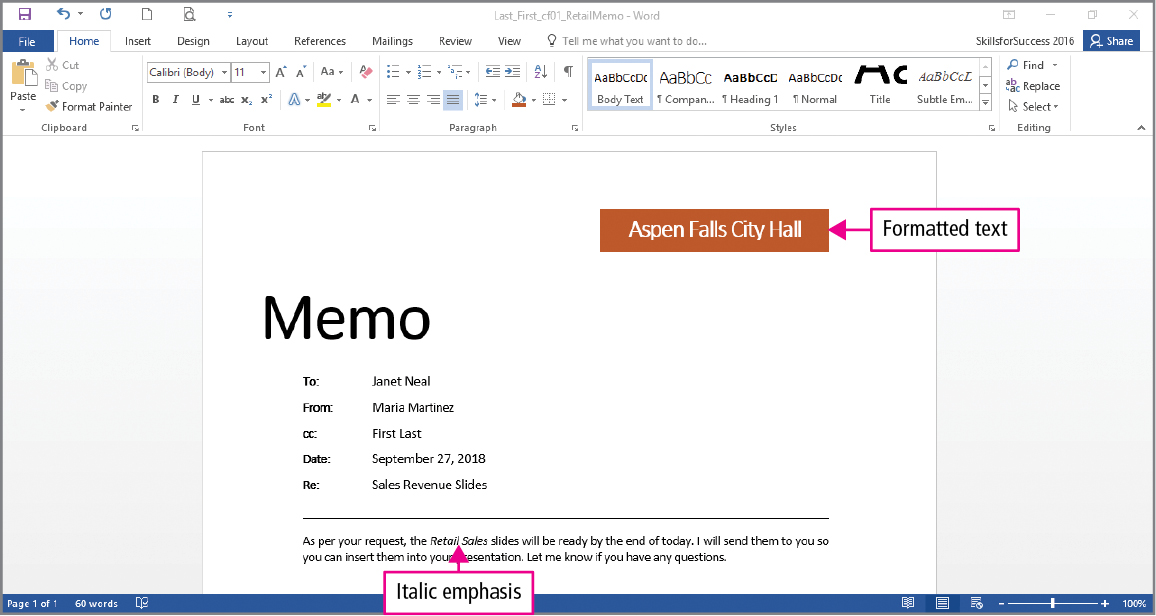 Last_First_cf01_RetailMemo - Word
File Home Insert Design Layout References Mailings Review View Tell me what you want to do... SkillsforSuccess 2016 Share
Paste
Cut
Copy
Format Painter
Clipboard
Calibri (Body) 11 A A Aa
B I U abc x₂ x² A ab A
Font
Paragraph
AaBbCcDc AaBbCc AaBbCcD AaBbCcDc AaBbCcL
Body Text ¶ Compan... ¶ Heading 1 ¶ Normal Title Subtle Em...
Styles
Find
Replace
Select
Editing
Aspen Falls City Hall
Formatted text
Memo
To: Janet Neal
From: Maria Martinez
cc: First Last
Date: September 27, 2018
Re: Sales Revenue Slides
As per your request, the Retail Sales slides will be ready by the end of today. I will send them to you so
you can insert them into your presentation. Let me know if you have any questions.
Italic emphasis
Page 1 of 1 60 words 100%